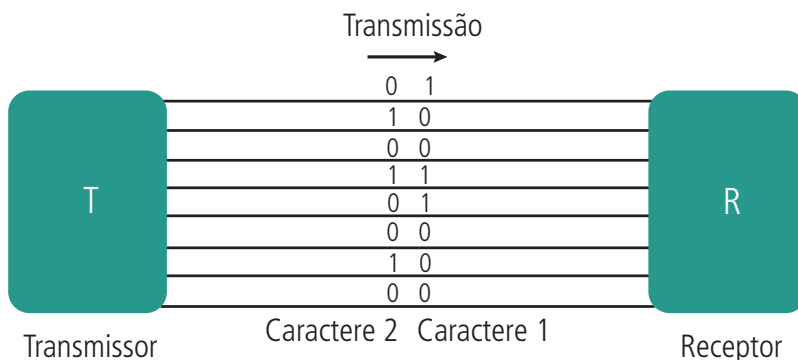 Transmissão
0 1
1 0
0 0
1 1
T
0 1
R
0 0
1 0
0 0
Transmissor
Caractere 2 Caractere 1
Receptor